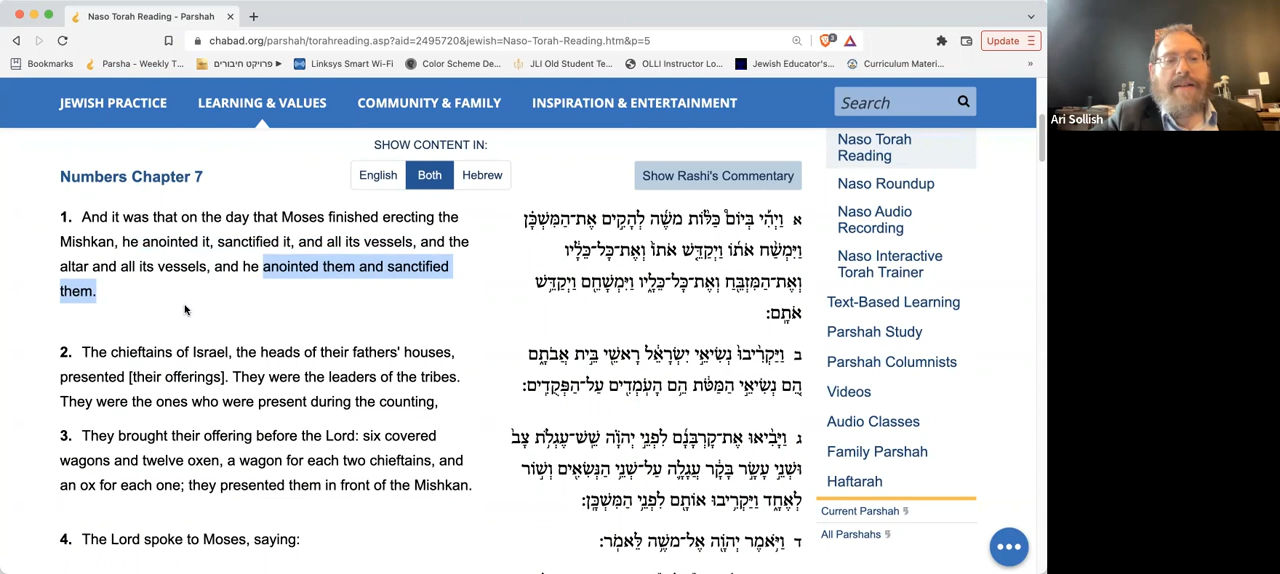 Naso Torah Reading - Parshah
chabad.org/parshah/torahreading.asp?aid=2495720&jewish=Naso-Torah-Reading.htm&p=5
3
Update
Bookmarks
Parsha - Weekly T...
פרוייקט חיבורים
Linksys Smart Wi-Fi
Color Scheme De...
JLI Old Student Te...
OLLI Instructor Lo...
Jewish Educator's...
Curriculum Materi...
»
JEWISH PRACTICE
LEARNING & VALUES
COMMUNITY & FAMILY
INSPIRATION & ENTERTAINMENT
Search
Ari Sollish
SHOW CONTENT IN:
Numbers Chapter 7
English
Both
Hebrew
Show Rashi's Commentary
1. And it was that on the day that Moses finished erecting the
Mishkan, he anointed it, sanctified it, and all its vessels, and the
altar and all its vessels, and he anointed them and sanctified
them.
א וַיְהִ֡י בְּיוֹם֩ כַּלּ֨וֹת משֶׁ֜ה לְהָקִ֣ים אֶת־הַמִּשְׁכָּ֗ן
וַיִּמְשַׁ֨ח אֹת֜וֹ וַיְקַדֵּ֤שׁ אֹתוֹ֙ וְאֶת־כָּל־כֵּלָ֔יו
וְאֶת־הַמִּזְבֵּ֖חַ וְאֶת־כָּל־כֵּלָ֑יו וַיִּמְשָׁחֵ֖ם וַיְקַדֵּ֥שׁ
אֹתָֽם:
2. The chieftains of Israel, the heads of their fathers' houses,
presented [their offerings]. They were the leaders of the tribes.
They were the ones who were present during the counting,
ב וַיַּקְרִ֨יבוּ֙ נְשִׂיאֵ֣י יִשְׂרָאֵ֔ל רָאשֵׁ֖י בֵּ֣ית אֲבֹתָ֑ם
הֵ֚ם נְשִׂיאֵ֣י הַמַּטֹּ֔ת הֵ֥ם הָעֹֽמְדִ֖ים עַל־הַפְּקֻדִֽים:
3. They brought their offering before the Lord: six covered
wagons and twelve oxen, a wagon for each two chieftains, and
an ox for each one; they presented them in front of the Mishkan.
ג וַיָּבִ֨יאוּ אֶת־קָרְבָּנָ֜ם לִפְנֵ֣י יְהֹוָ֗ה שֵׁ֣שׁ־עֶגְלֹ֥ת צָב֙
וּשְׁנֵ֣י עָשָׂ֣ר בָּקָ֔ר עֲגָלָ֛ה עַל־שְׁנֵ֥י הַנְּשִׂאִ֖ים וְשׁ֣וֹר
לְאֶחָ֑ד וַיַּקְרִ֥יבוּ אוֹתָ֖ם לִפְנֵ֥י הַמִּשְׁכָּֽן:
4. The Lord spoke to Moses, saying:
ד וַיֹּ֥אמֶר יְהֹוָ֖ה אֶל־משֶׁ֥ה לֵּאמֹֽר:
Naso Torah
Reading
Naso Roundup
Naso Audio
Recording
Naso Interactive
Torah Trainer
Text-Based Learning
Parshah Study
Parshah Columnists
Videos
Audio Classes
Family Parshah
Haftarah
Current Parshah
All Parshahs